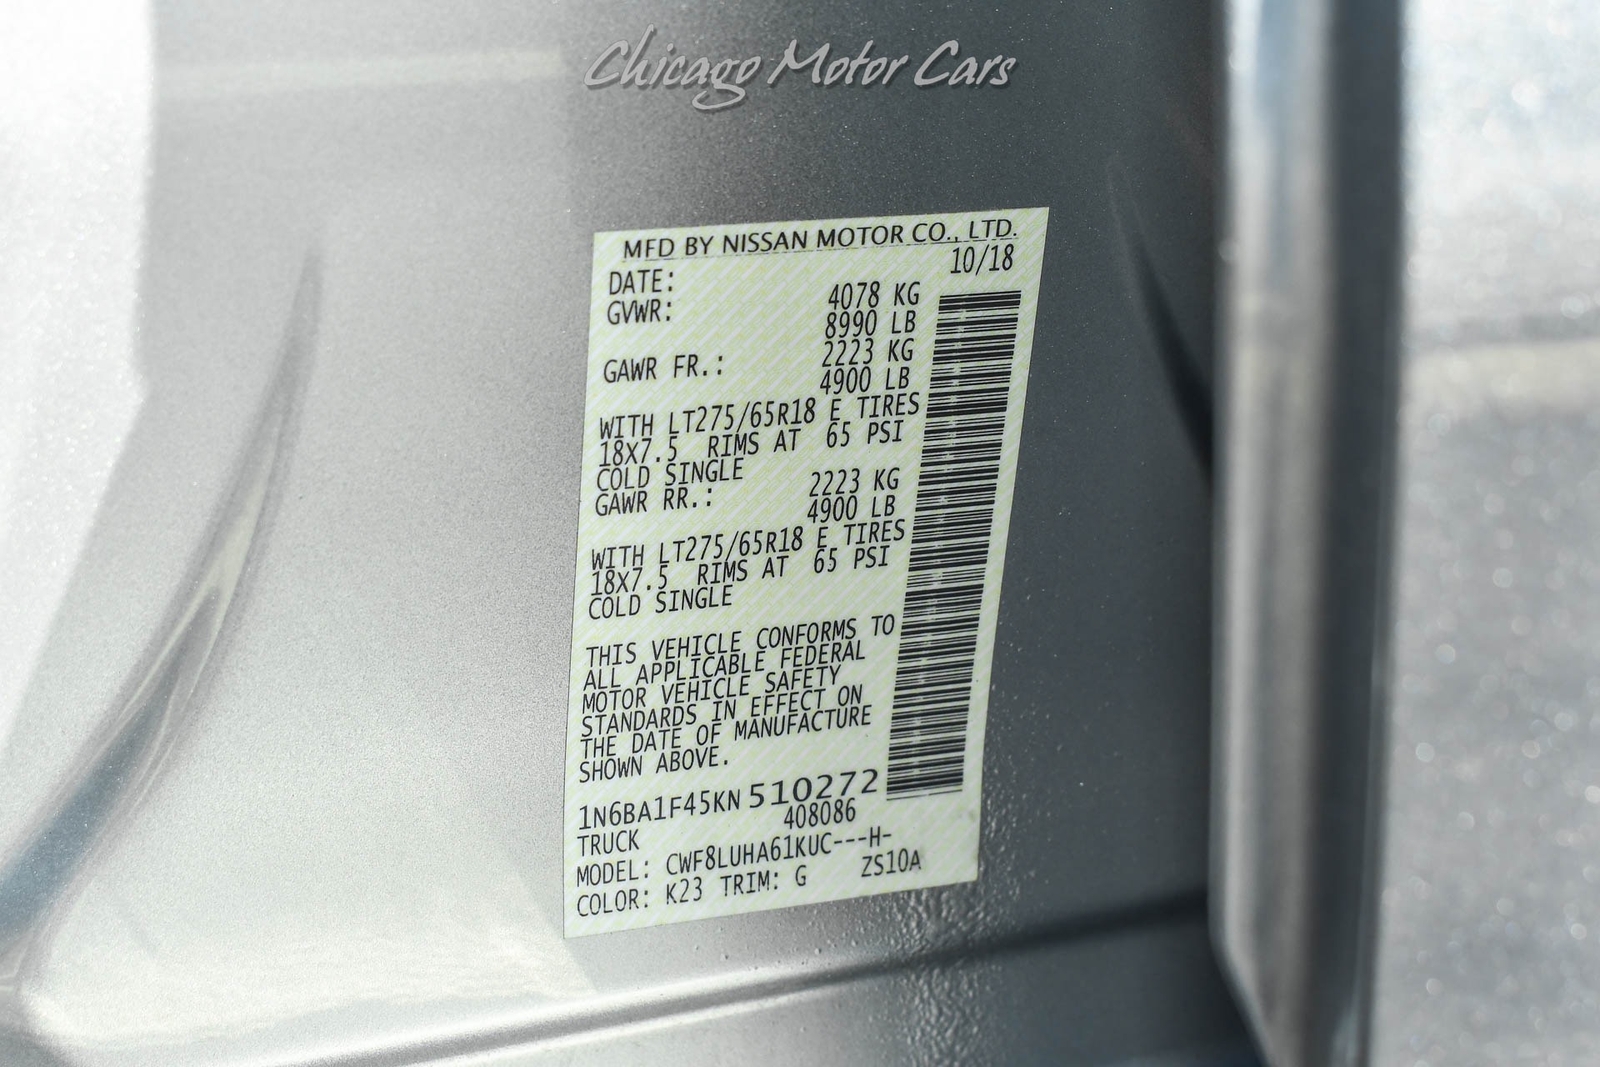 Chicago Motor Cars
MFD BY NISSAN MOTOR CO., LTD.
DATE: 10/18
GVWR: 4078 KG
8990 LB
GAWR FR.: 2223 KG
4900 LB
WITH LT275/65R18 E TIRES
18X7.5 RIMS AT 65 PSI
COLD SINGLE
GAWR RR.: 2223 KG
4900 LB
WITH LT275/65R18 E TIRES
18X7.5 RIMS AT 65 PSI
COLD SINGLE
THIS VEHICLE CONFORMS TO
ALL APPLICABLE FEDERAL
MOTOR VEHICLE SAFETY
STANDARDS IN EFFECT ON
THE DATE OF MANUFACTURE
SHOWN ABOVE.
1N6BA1F45KN510272
TRUCK 408086
MODEL: CWF8LUHA61KUC---H-
COLOR: K23 TRIM: G ZS10A